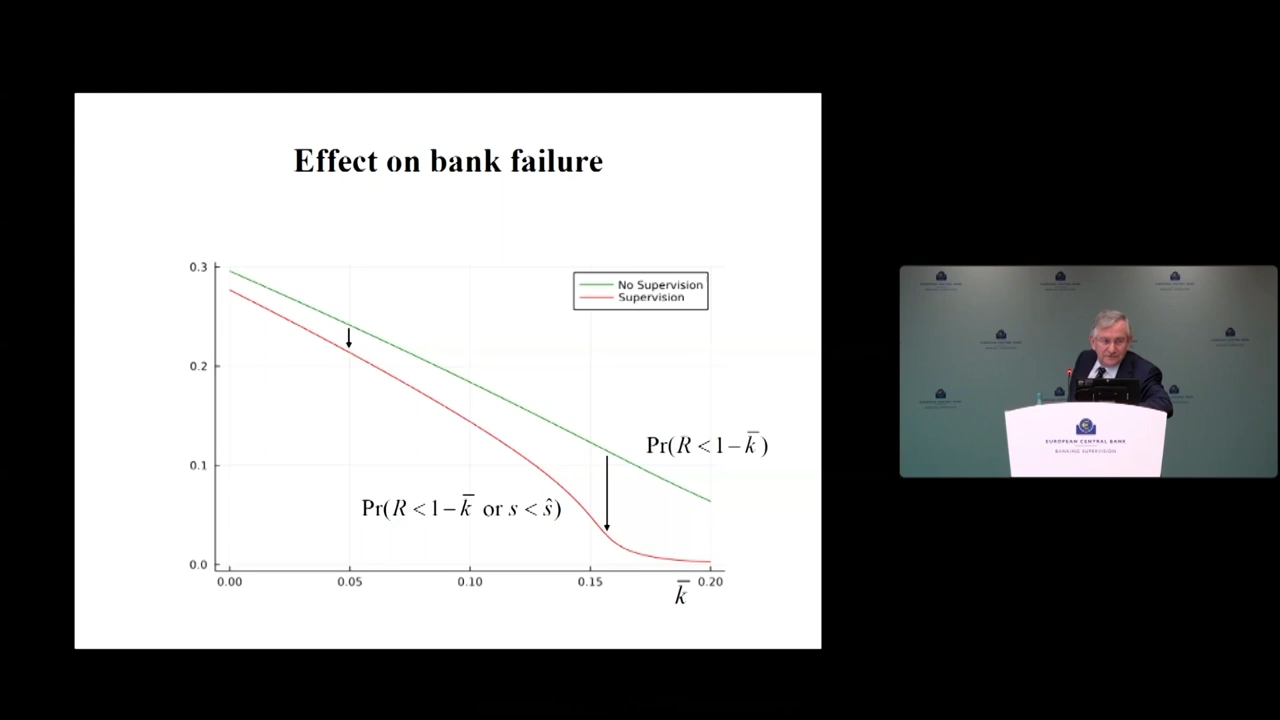 Effect on bank failure
0.3
0.2
0.1
0.0
0.00
0.05
0.10
0.15
0.20
k̅
No Supervision
Supervision
Pr(R < 1 − k̅)
Pr(R < 1 − k̅ or s < ŝ)
EUROPEAN CENTRAL BANK
BANKING SUPERVISION